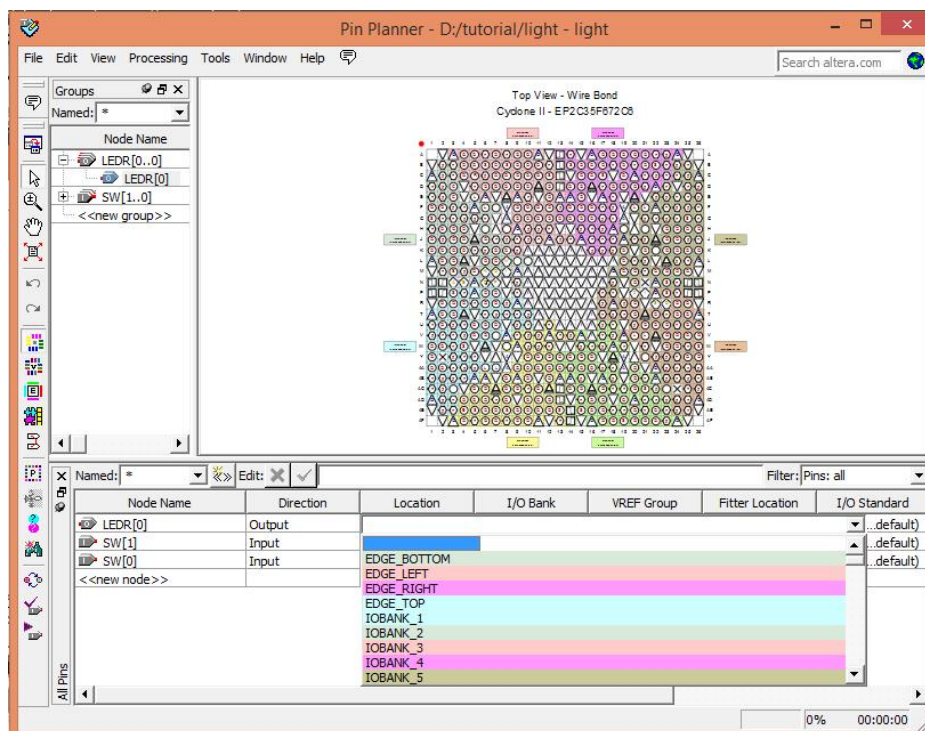 Pin Planner - D:/tutorial/light - light
File Edit View Processing Tools Window Help
Search altera.com
Groups
Named: *
Node Name
LEDR[0..0]
LEDR[0]
SW[1..0]
<<new group>>
Top View - Wire Bond
Cyclone II - EP2C35F672C6
Named: * Edit: Filter: Pins: all
Node Name Direction Location I/O Bank VREF Group Fitter Location I/O Standard
LEDR[0] Output ...default)
SW[1] Input ...default)
SW[0] Input ...default)
<<new node>>
EDGE_BOTTOM
EDGE_LEFT
EDGE_RIGHT
EDGE_TOP
IOBANK_1
IOBANK_2
IOBANK_3
IOBANK_4
IOBANK_5
All Pins
0% 00:00:00